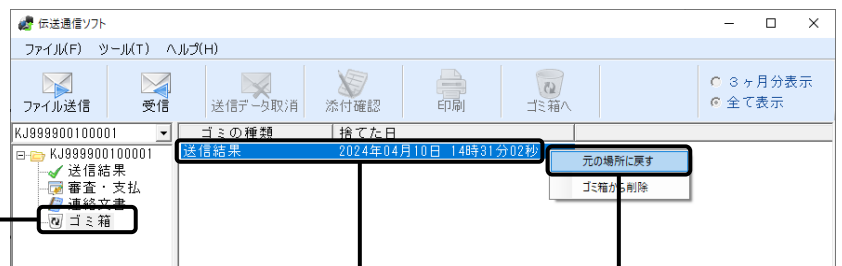 伝送通信ソフト
ファイル(F) ツール(T) ヘルプ(H)
ファイル送信 受信 送信データ取消 添付確認 印刷 ゴミ箱へ
３ヶ月分表示
全て表示
KJ999900100001
ゴミの種類 捨てた日
KJ999900100001
送信結果
審査・支払
連絡文書
ゴミ箱
送信結果 2024年04月10日 14時31分02秒
元の場所に戻す
ゴミ箱から削除